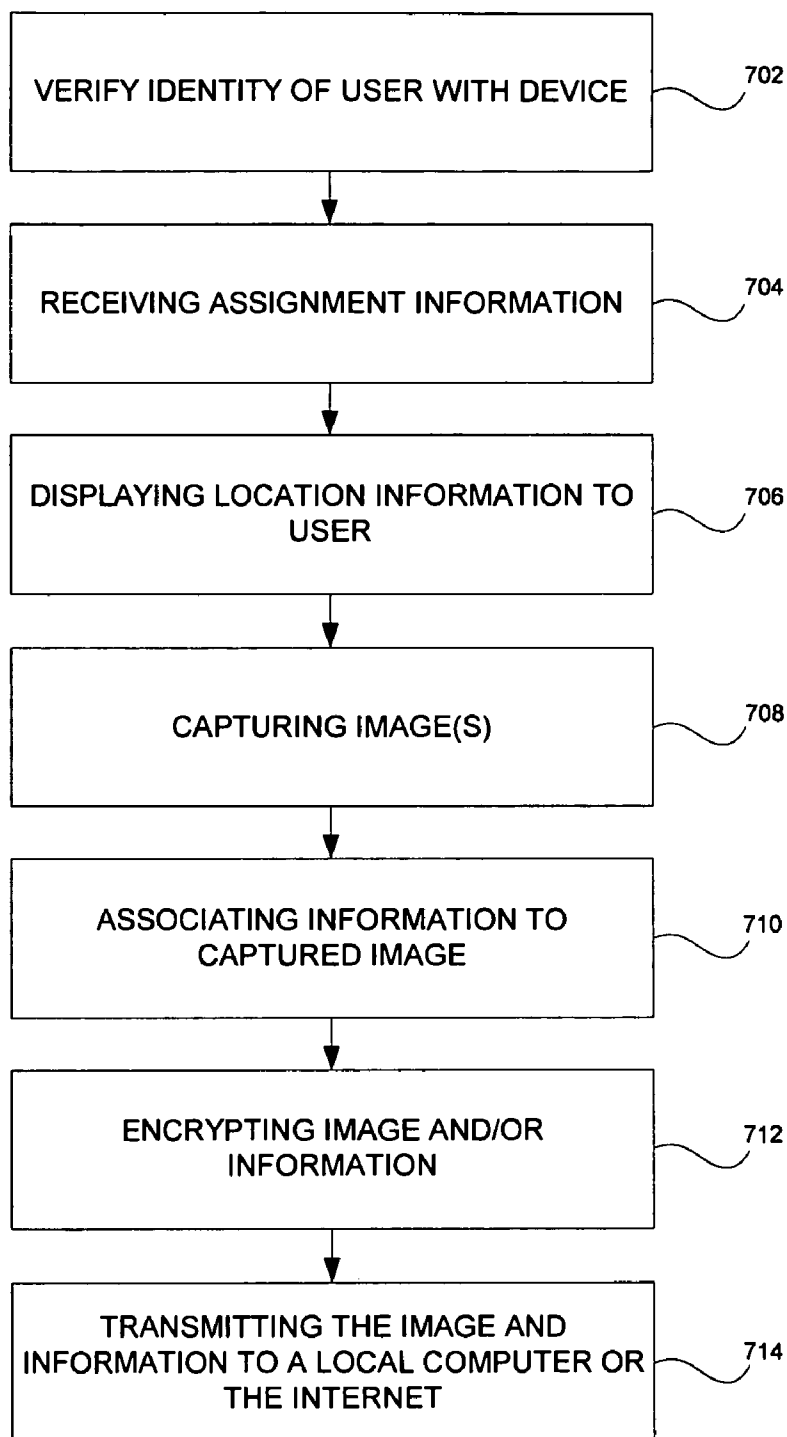 VERIFY IDENTITY OF USER WITH DEVICE
702
RECEIVING ASSIGNMENT INFORMATION
704
DISPLAYING LOCATION INFORMATION TO
USER
706
CAPTURING IMAGE(S)
708
ASSOCIATING INFORMATION TO
CAPTURED IMAGE
710
ENCRYPTING IMAGE AND/OR
INFORMATION
712
TRANSMITTING THE IMAGE AND
INFORMATION TO A LOCAL COMPUTER OR
THE INTERNET
714